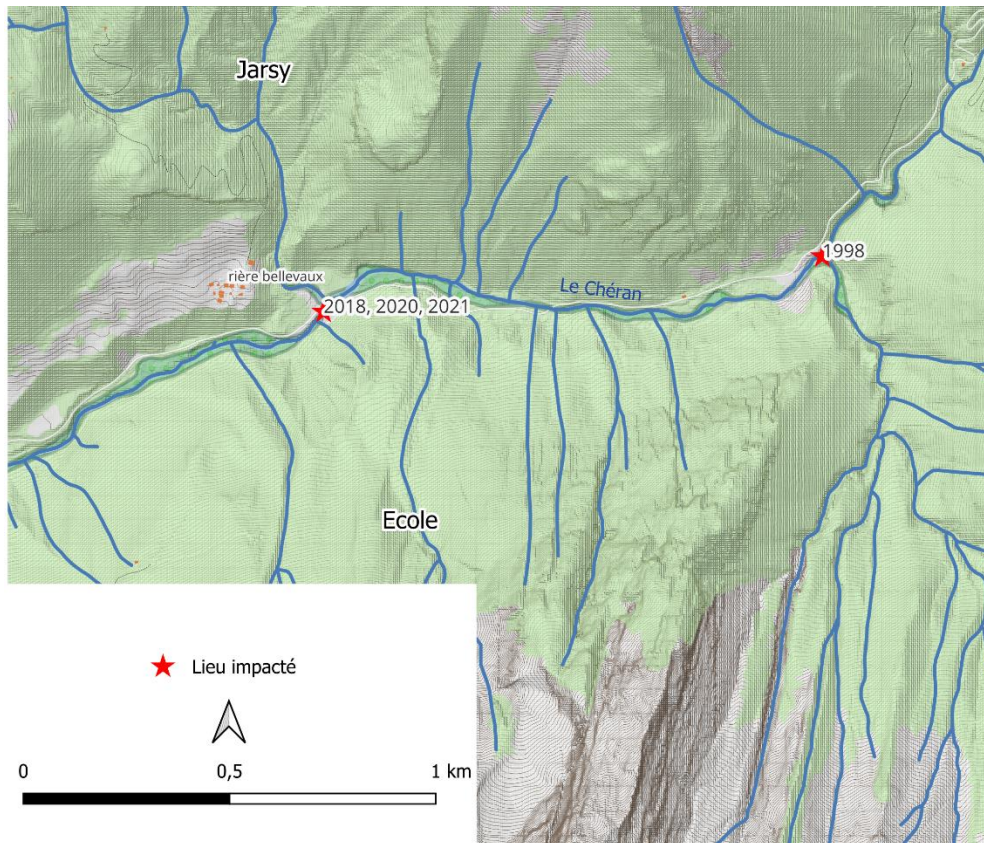 Jarsy
1998
rière bellevaux
Le Chéran
2018, 2020, 2021
Ecole
Lieu impacté
0 0,5 1 km